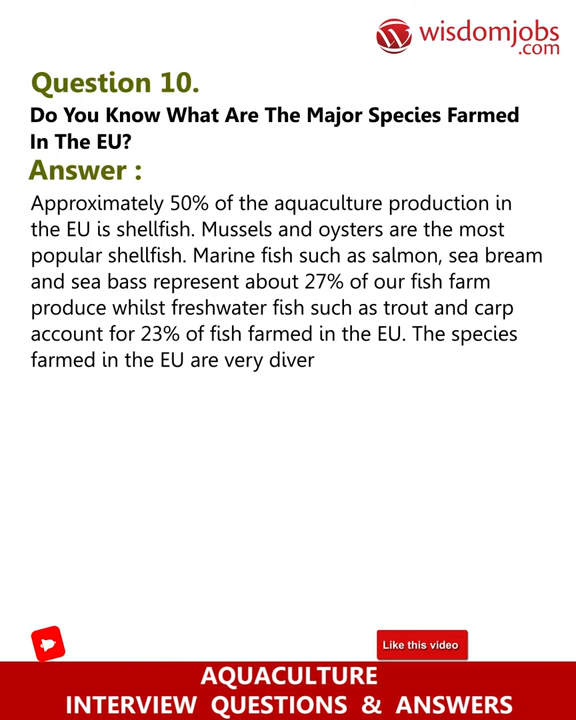 wisdomjobs
.com
Question 10.
Do You Know What Are The Major Species Farmed
In The EU?
Answer :
Approximately 50% of the aquaculture production in
the EU is shellfish. Mussels and oysters are the most
popular shellfish. Marine fish such as salmon, sea bream
and sea bass represent about 27% of our fish farm
produce whilst freshwater fish such as trout and carp
account for 23% of fish farmed in the EU. The species
farmed in the EU are very diver
Like this video
AQUACULTURE
INTERVIEW QUESTIONS & ANSWERS